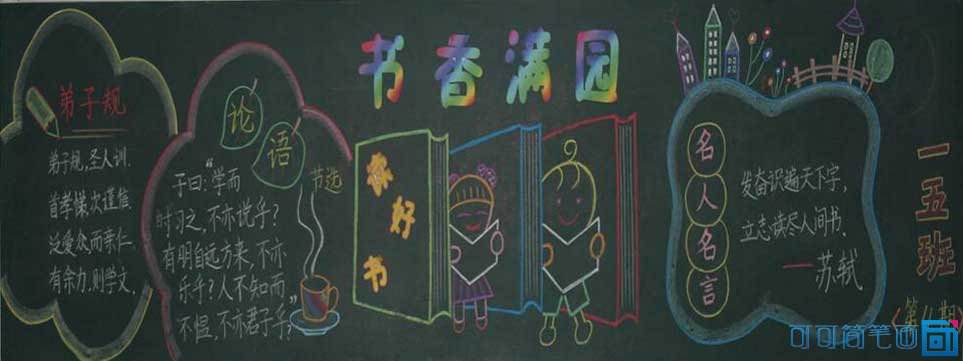 弟子规
弟子规,圣人训.
首孝悌,次谨信.
泛愛众,而亲仁.
有余力,则学文.
论语
节选
"子曰:学而
时习之,不亦说乎?
有明自远方来,不亦
乐乎?人不知而
不愠,不亦君子乎?"
书香满园
你好书
名人名言
发奋识遍天下字,
立志读尽人间书.
——苏轼
一五班
可可简笔画